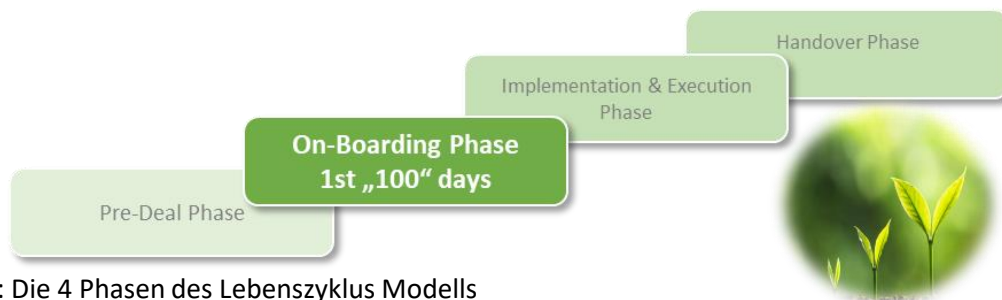 Handover Phase
Implementation & Execution
Phase
On-Boarding Phase
1st „100“ days
Pre-Deal Phase
: Die 4 Phasen des Lebenszyklus Modells